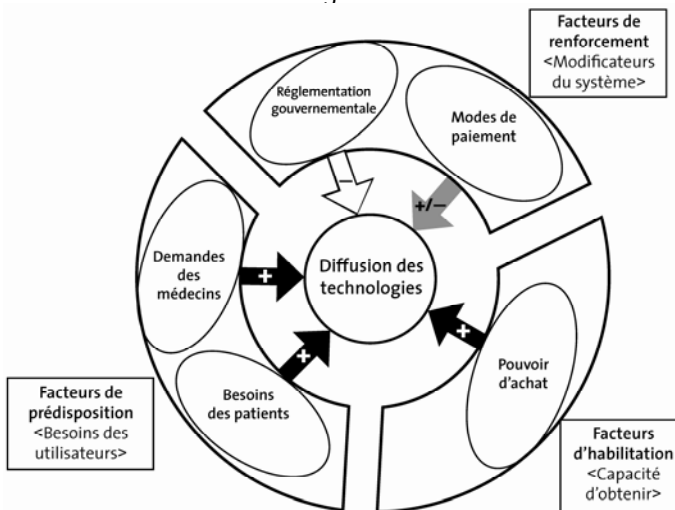 Facteurs de
renforcement
<Modificateurs
du système>
Réglementation
gouvernementale
Modes de
paiement
–
+/–
Demandes
des
médecins
+
Diffusion des
technologies
+
+
Pouvoir
d'achat
Besoins
des patients
Facteurs de
prédisposition
<Besoins des
utilisateurs>
Facteurs
d'habilitation
<Capacité
d'obtenir>